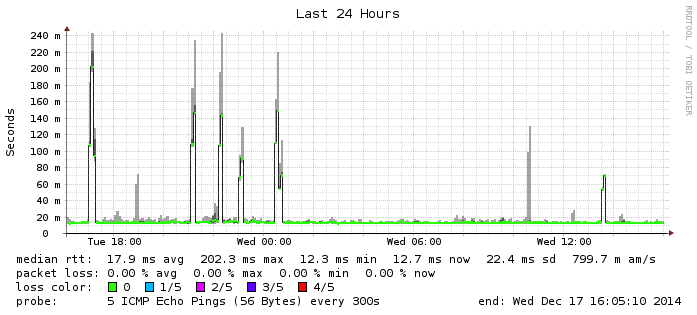 Last 24 Hours
RRDTOOL / TOBI OETIKER
Seconds
240 m
220 m
200 m
180 m
160 m
140 m
120 m
100 m
80 m
60 m
40 m
20 m
0
Tue 18:00 Wed 00:00 Wed 06:00 Wed 12:00
median rtt: 17.9 ms avg 202.3 ms max 12.3 ms min 12.7 ms now 22.4 ms sd 799.7 m am/s
packet loss: 0.00 % avg 0.00 % max 0.00 % min 0.00 % now
loss color: 0 1/5 2/5 3/5 4/5
probe: 5 ICMP Echo Pings (56 Bytes) every 300s end: Wed Dec 17 16:05:10 2014